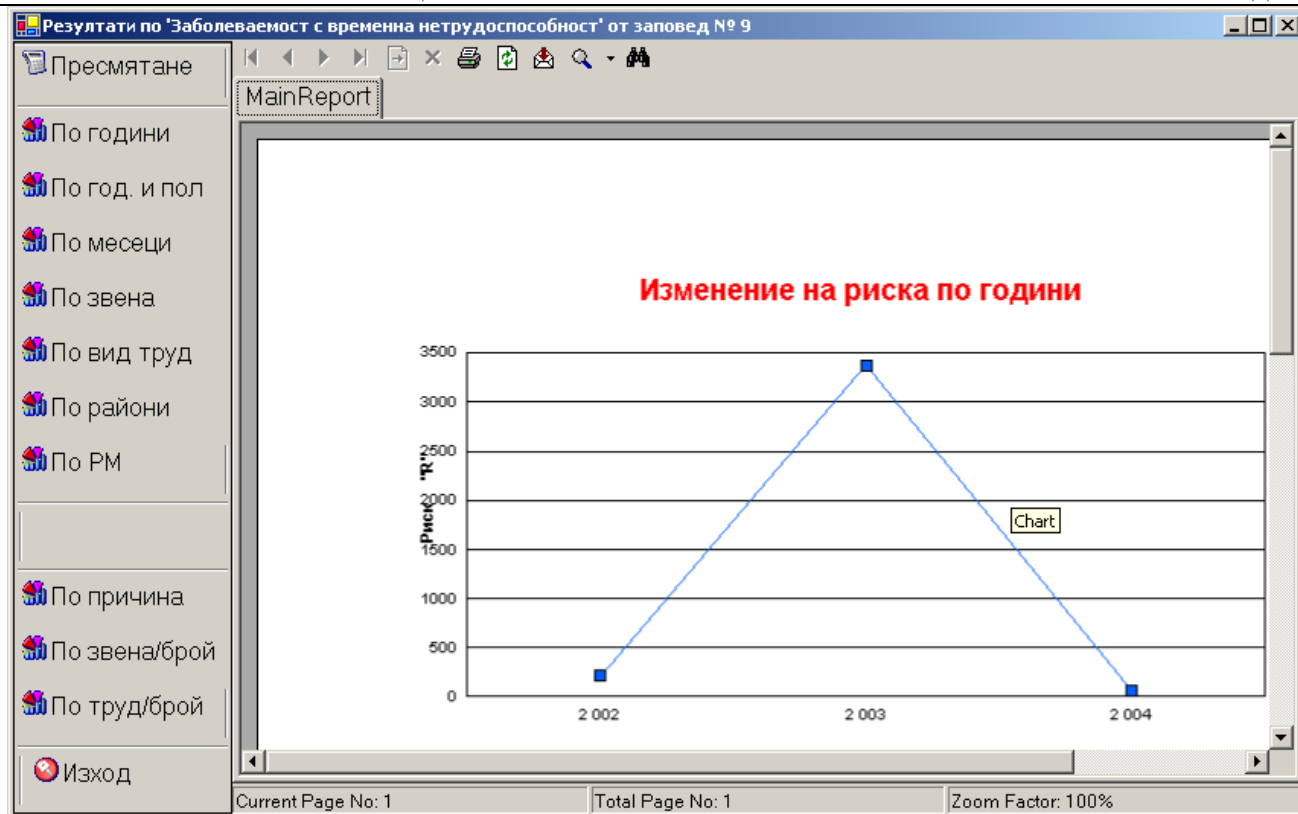 Резултати по 'Заболеваемост с временна нетрудоспособност' от заповед № 9
Пресмятане
По години
По год. и пол
По месеци
По звена
По вид труд
По райони
По РМ
По причина
По звена/брой
По труд/брой
Изход
MainReport
Изменение на риска по години
Риск "R"
3500
3000
2500
2000
1500
1000
500
0
2 002
2 003
2 004
Chart
Current Page No: 1
Total Page No: 1
Zoom Factor: 100%